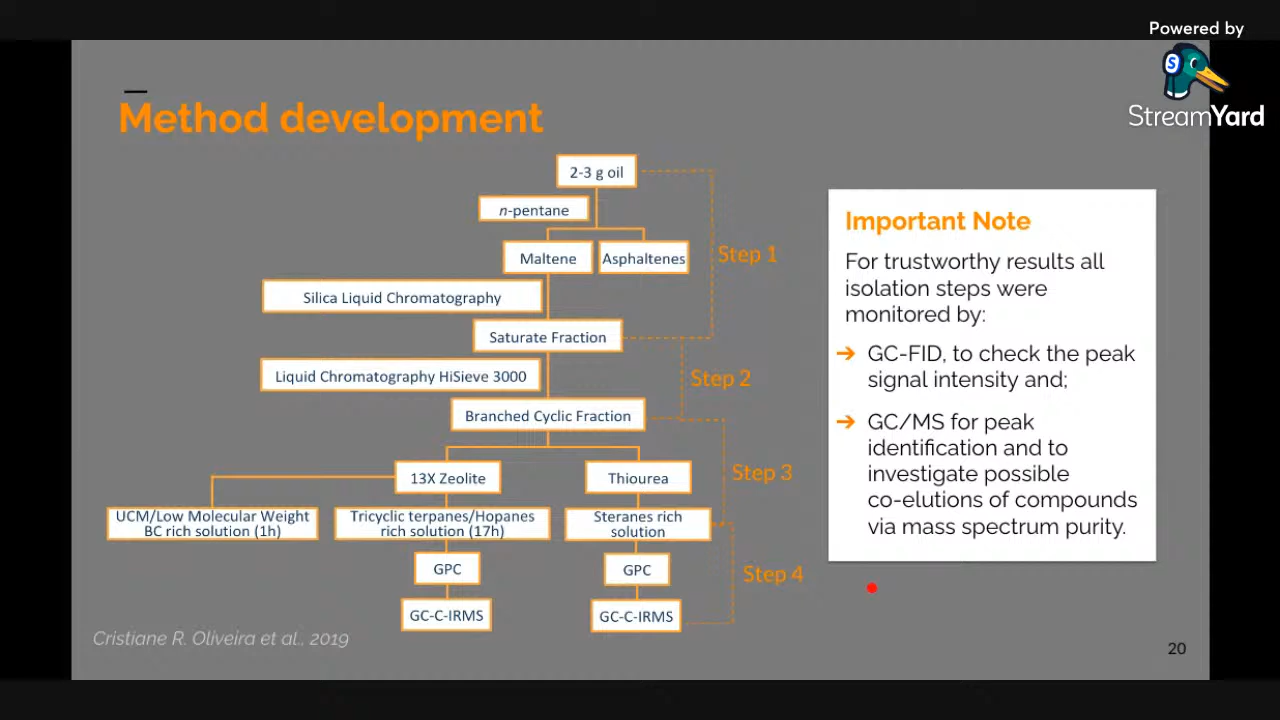 Powered by
StreamYard
Method development
2-3 g oil
n-pentane
Maltene
Asphaltenes
Step 1
Silica Liquid Chromatography
Saturate Fraction
Liquid Chromatography HiSieve 3000
Step 2
Branched Cyclic Fraction
13X Zeolite
Thiourea
Step 3
UCM/Low Molecular Weight
BC rich solution (1h)
Tricyclic terpanes/Hopanes
rich solution (17h)
Steranes rich
solution
GPC
GPC
Step 4
GC-C-IRMS
GC-C-IRMS
Important Note
For trustworthy results all
isolation steps were
monitored by:
➔ GC-FID, to check the peak
signal intensity and;
➔ GC/MS for peak
identification and to
investigate possible
co-elutions of compounds
via mass spectrum purity.
Cristiane R. Oliveira et al., 2019
20